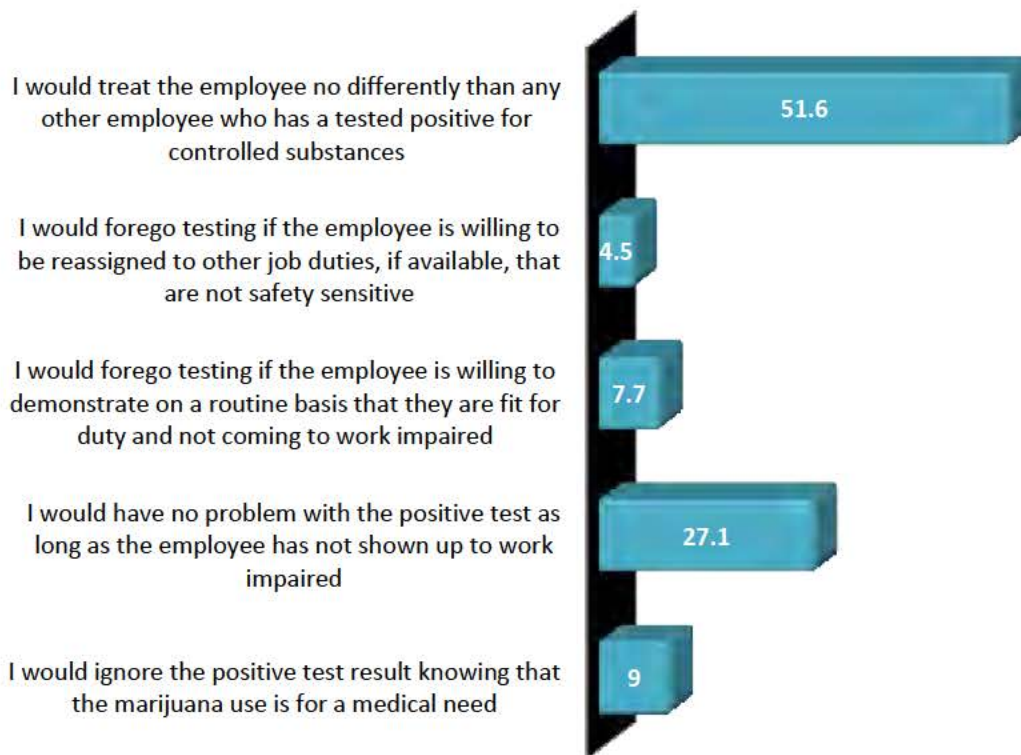 I would treat the employee no differently than any
other employee who has a tested positive for
controlled substances
51.6
I would forego testing if the employee is willing to
be reassigned to other job duties, if available, that
are not safety sensitive
4.5
I would forego testing if the employee is willing to
demonstrate on a routine basis that they are fit for
duty and not coming to work impaired
7.7
I would have no problem with the positive test as
long as the employee has not shown up to work
impaired
27.1
I would ignore the positive test result knowing that
the marijuana use is for a medical need
9